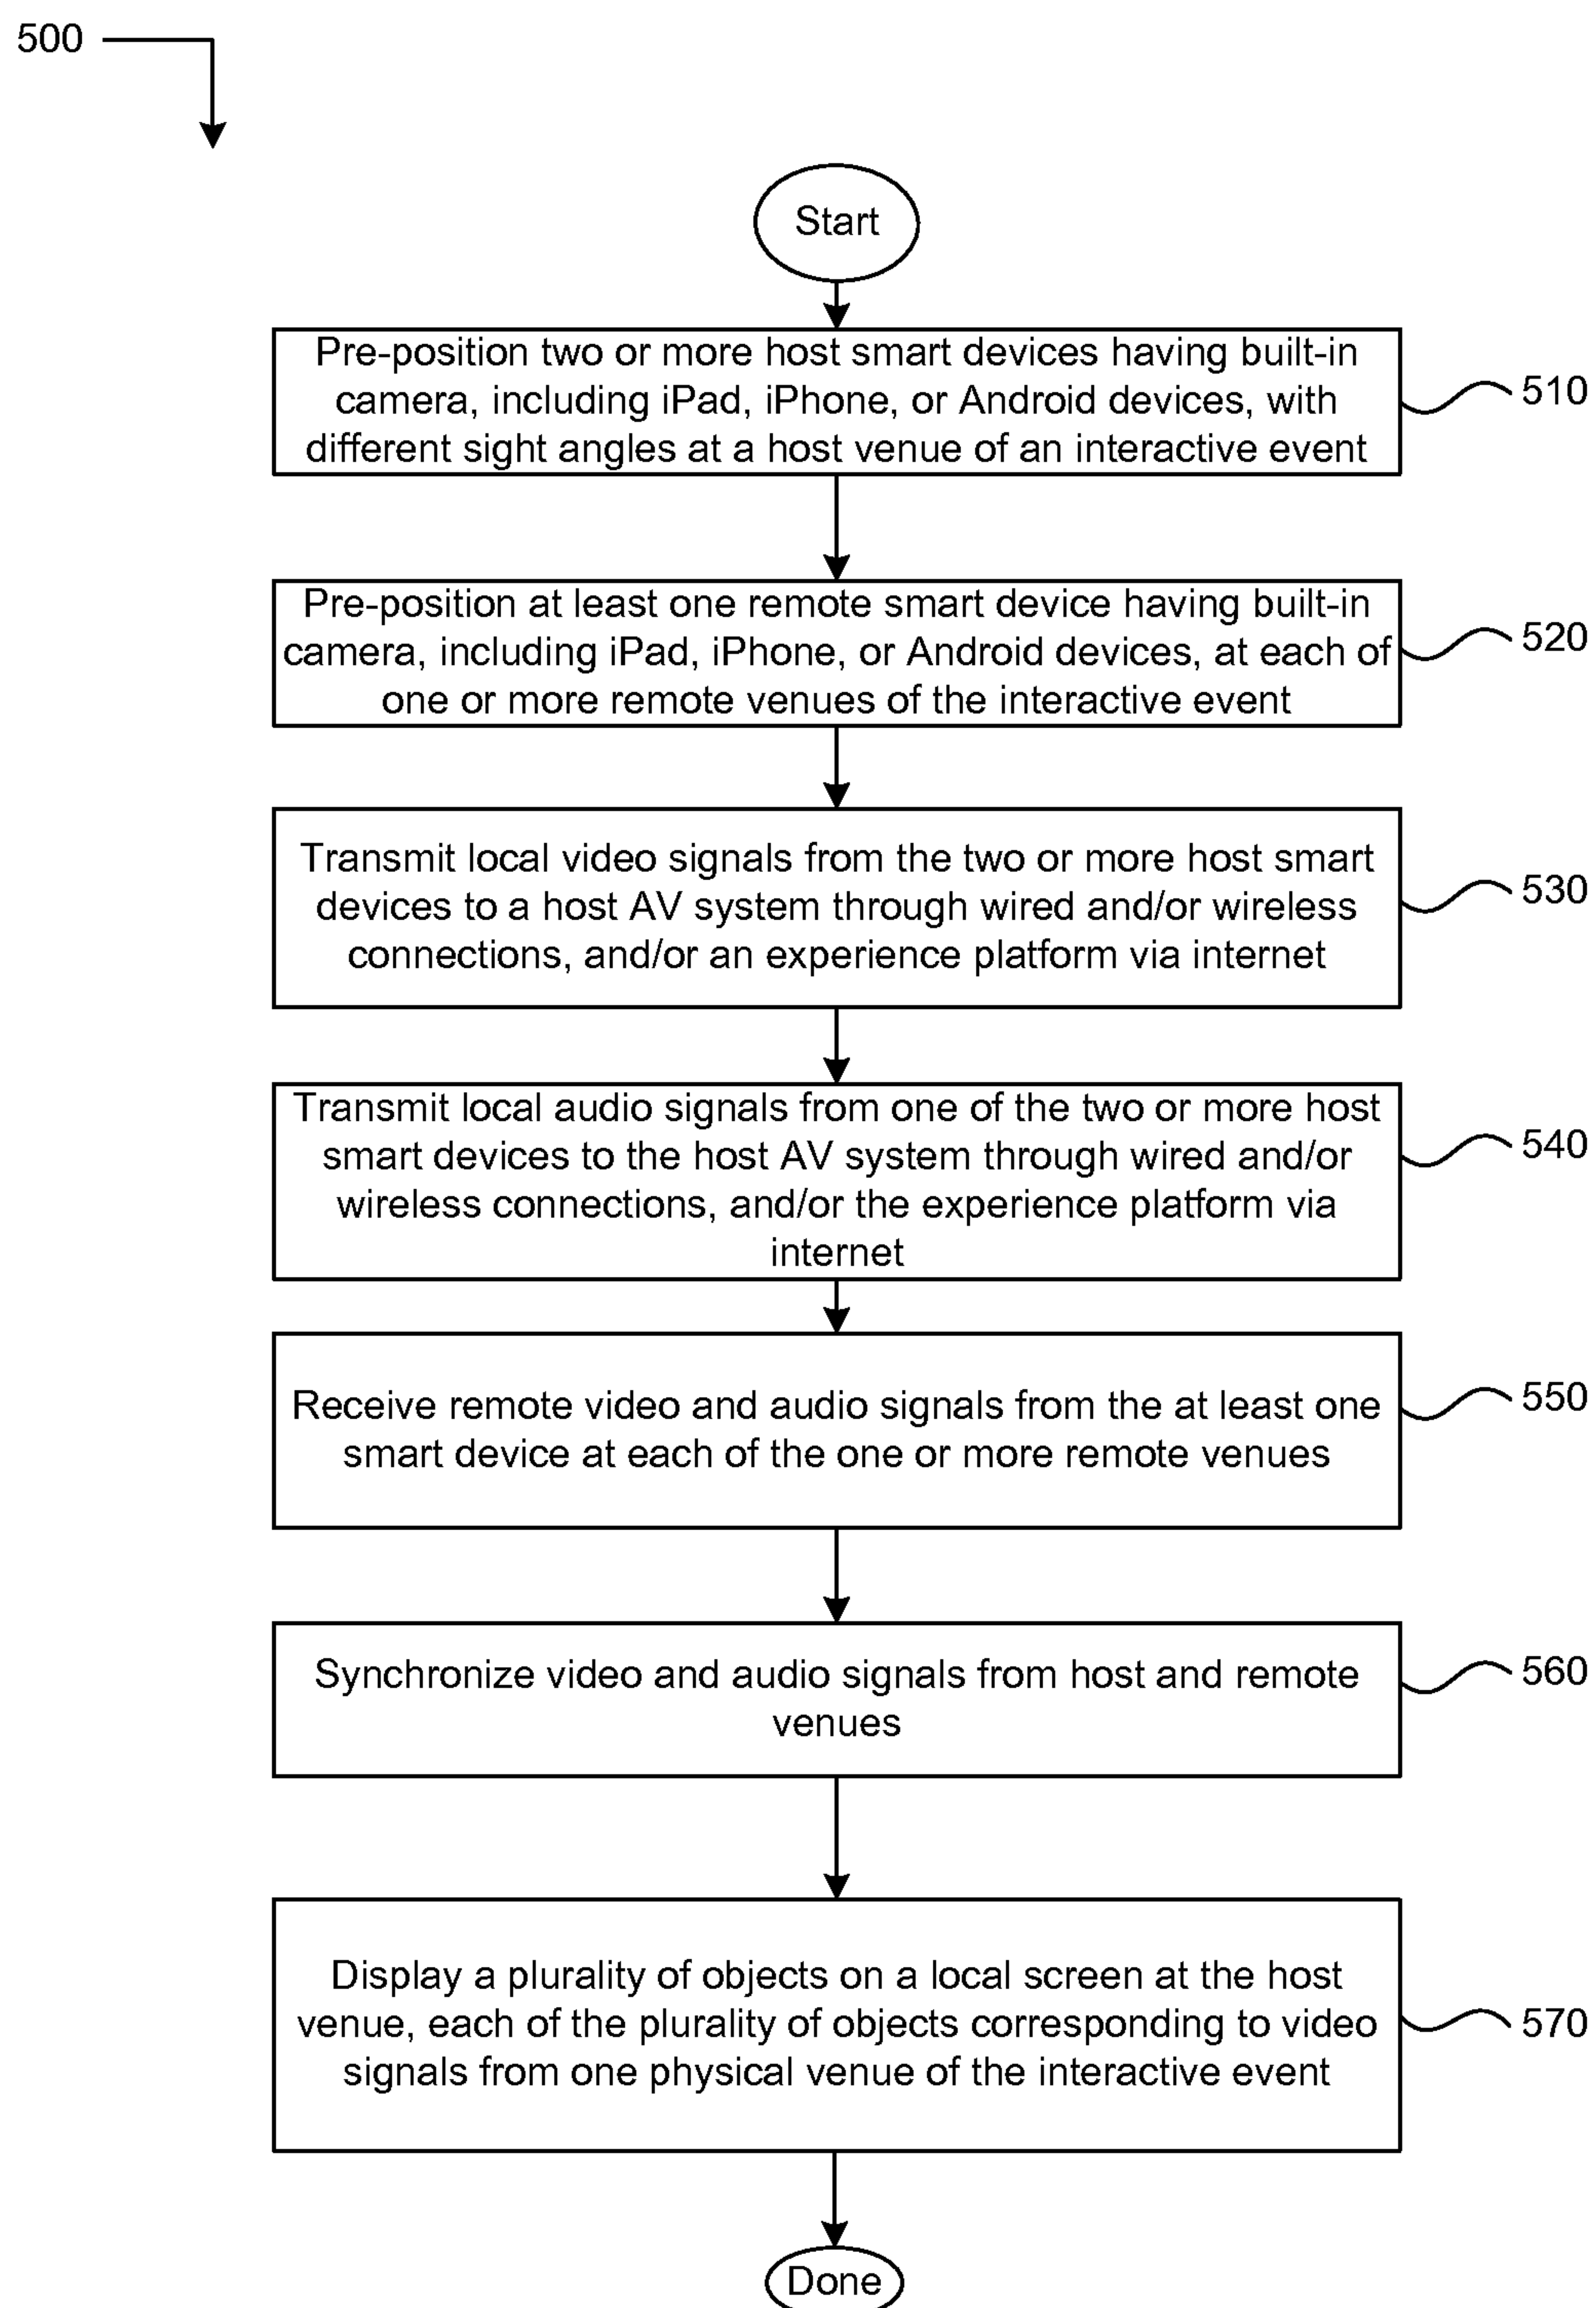 500
Start
Pre-position two or more host smart devices having built-in
camera, including iPad, iPhone, or Android devices, with
different sight angles at a host venue of an interactive event
510
Pre-position at least one remote smart device having built-in
camera, including iPad, iPhone, or Android devices, at each of
one or more remote venues of the interactive event
520
Transmit local video signals from the two or more host smart
devices to a host AV system through wired and/or wireless
connections, and/or an experience platform via internet
530
Transmit local audio signals from one of the two or more host
smart devices to the host AV system through wired and/or
wireless connections, and/or the experience platform via
internet
540
Receive remote video and audio signals from the at least one
smart device at each of the one or more remote venues
550
Synchronize video and audio signals from host and remote
venues
560
Display a plurality of objects on a local screen at the host
venue, each of the plurality of objects corresponding to video
signals from one physical venue of the interactive event
570
Done